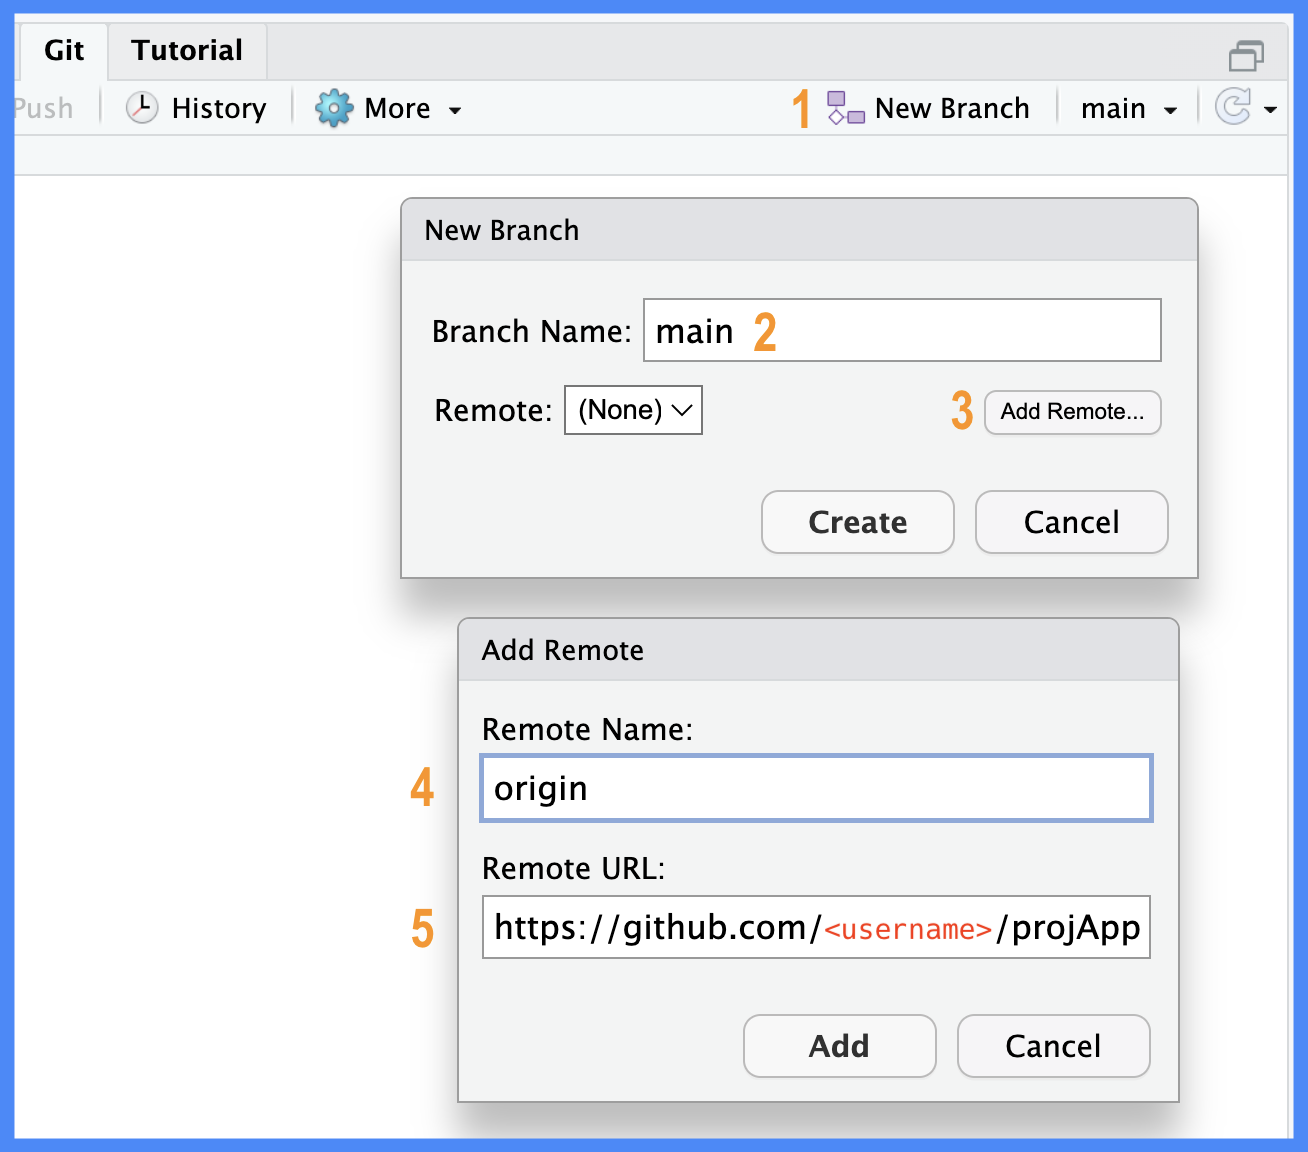 Git Tutorial
Push History More 1 New Branch main
New Branch
Branch Name: main 2
Remote: (None) 3 Add Remote...
Create Cancel
Add Remote
Remote Name:
4 origin
Remote URL:
5 https://github.com/<username>/projApp
Add Cancel